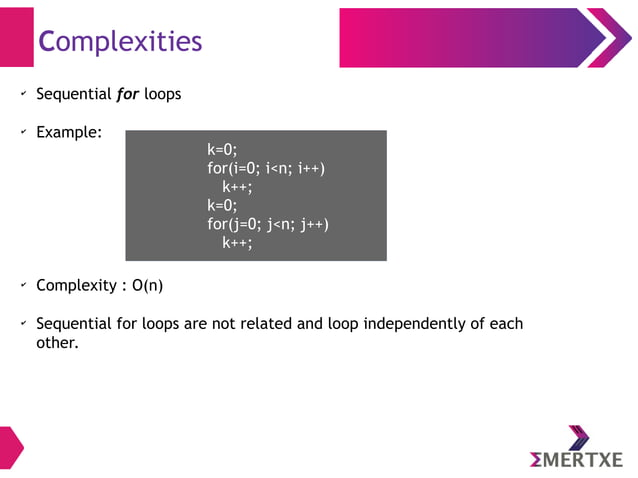 Complexities
✔ Sequential for loops
✔ Example:
k=0;
for(i=0; i<n; i++)
k++;
k=0;
for(j=0; j<n; j++)
k++;
✔ Complexity : O(n)
✔ Sequential for loops are not related and loop independently of each
other.
EMERTXE